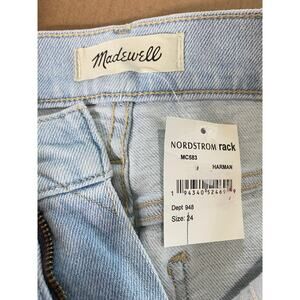 Madewell
NORDSTROM rack
MC583
HARMAN
Dept 948
Size: 24